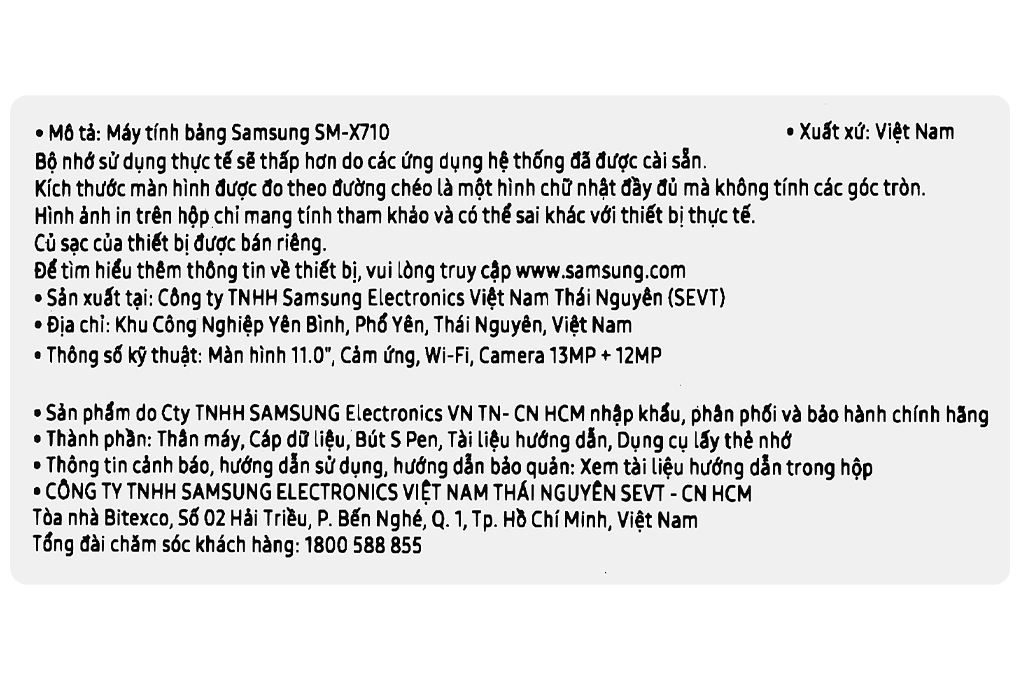 • Mô tả: Máy tính bảng Samsung SM-X710 • Xuất xứ: Việt Nam
Bộ nhớ sử dụng thực tế sẽ thấp hơn do các ứng dụng hệ thống đã được cài sẵn.
Kích thước màn hình được đo theo đường chéo là một hình chữ nhật đầy đủ mà không tính các góc tròn.
Hình ảnh in trên hộp chỉ mang tính tham khảo và có thể sai khác với thiết bị thực tế.
Củ sạc của thiết bị được bán riêng.
Để tìm hiểu thêm thông tin về thiết bị, vui lòng truy cập www.samsung.com
• Sản xuất tại: Công ty TNHH Samsung Electronics Việt Nam Thái Nguyên (SEVT)
• Địa chỉ: Khu Công Nghiệp Yên Bình, Phổ Yên, Thái Nguyên, Việt Nam
• Thông số kỹ thuật: Màn hình 11.0", Cảm ứng, Wi-Fi, Camera 13MP + 12MP
• Sản phẩm do Cty TNHH SAMSUNG Electronics VN TN- CN HCM nhập khẩu, phân phối và bảo hành chính hãng
• Thành phần: Thân máy, Cáp dữ liệu, Bút S Pen, Tài liệu hướng dẫn, Dụng cụ lấy thẻ nhớ
• Thông tin cảnh báo, hướng dẫn sử dụng, hướng dẫn bảo quản: Xem tài liệu hướng dẫn trong hộp
• CÔNG TY TNHH SAMSUNG ELECTRONICS VIỆT NAM THÁI NGUYÊN SEVT - CN HCM
Tòa nhà Bitexco, Số 02 Hải Triều, P. Bến Nghé, Q. 1, Tp. Hồ Chí Minh, Việt Nam
Tổng đài chăm sóc khách hàng: 1800 588 855